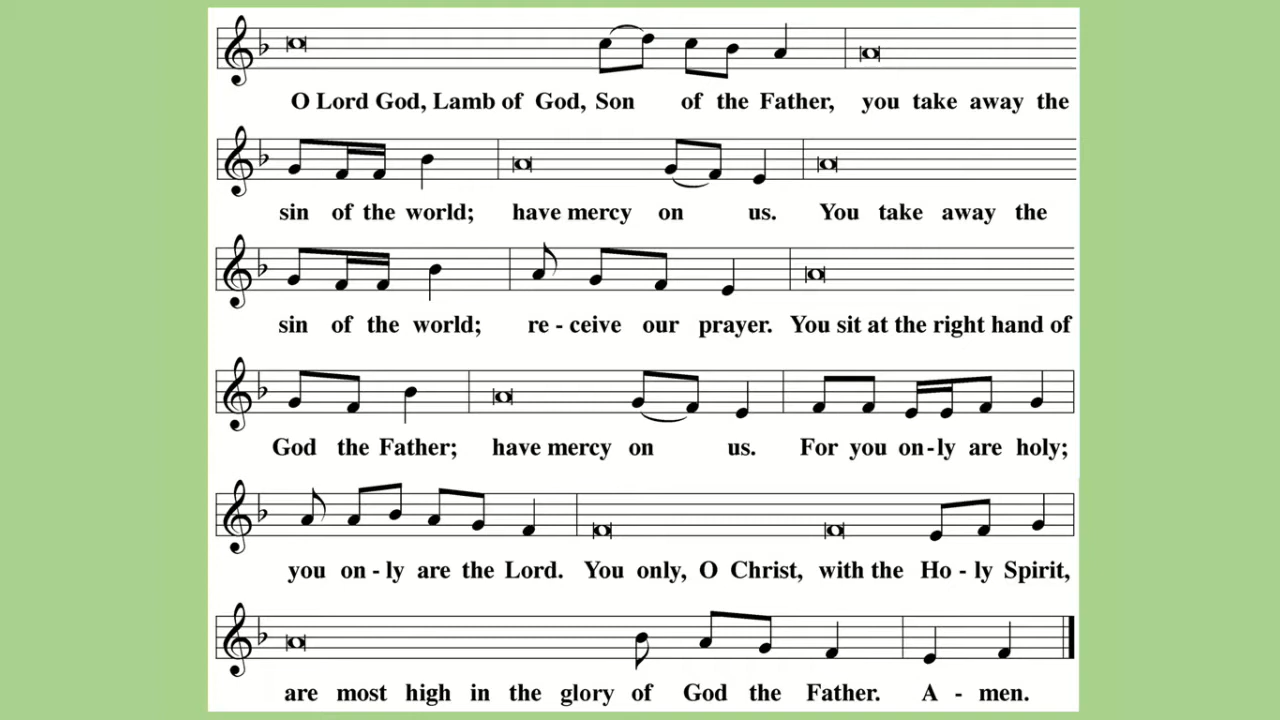 O Lord God, Lamb of God, Son of the Father, you take away the
sin of the world; have mercy on us. You take away the
sin of the world; re - ceive our prayer. You sit at the right hand of
God the Father; have mercy on us. For you on - ly are holy;
you on - ly are the Lord. You only, O Christ, with the Ho - ly Spirit,
are most high in the glory of God the Father. A - men.